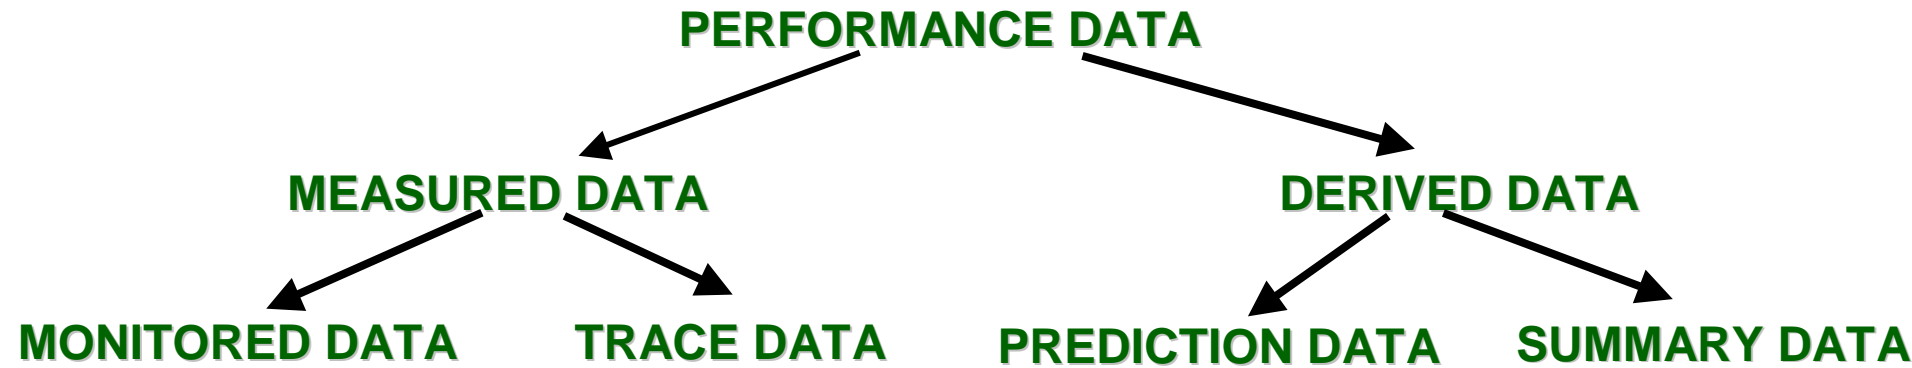 PERFORMANCE DATA
MEASURED DATA
DERIVED DATA
MONITORED DATA
TRACE DATA
PREDICTION DATA
SUMMARY DATA